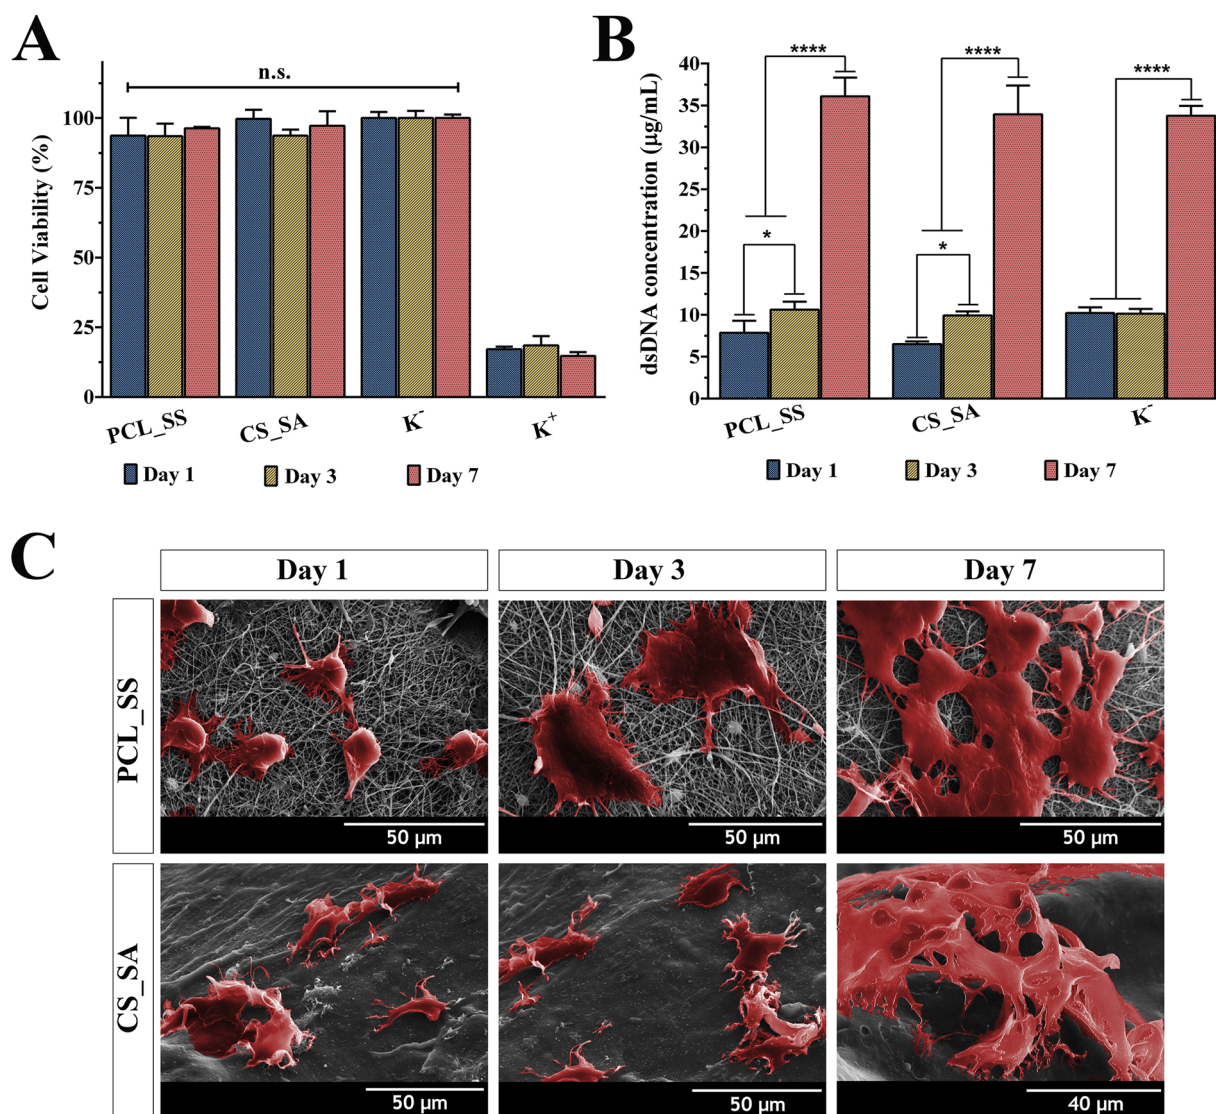 A
n.s.
Cell Viability (%)
100
75
50
25
0
PCL_SS
CS_SA
K⁻
K⁺
Day 1
Day 3
Day 7
B
****
****
****
*
*
dsDNA concentration (µg/mL)
40
35
30
25
20
15
10
5
0
PCL_SS
CS_SA
K⁻
Day 1
Day 3
Day 7
C
Day 1
Day 3
Day 7
PCL_SS
50 µm
50 µm
50 µm
CS_SA
50 µm
50 µm
40 µm